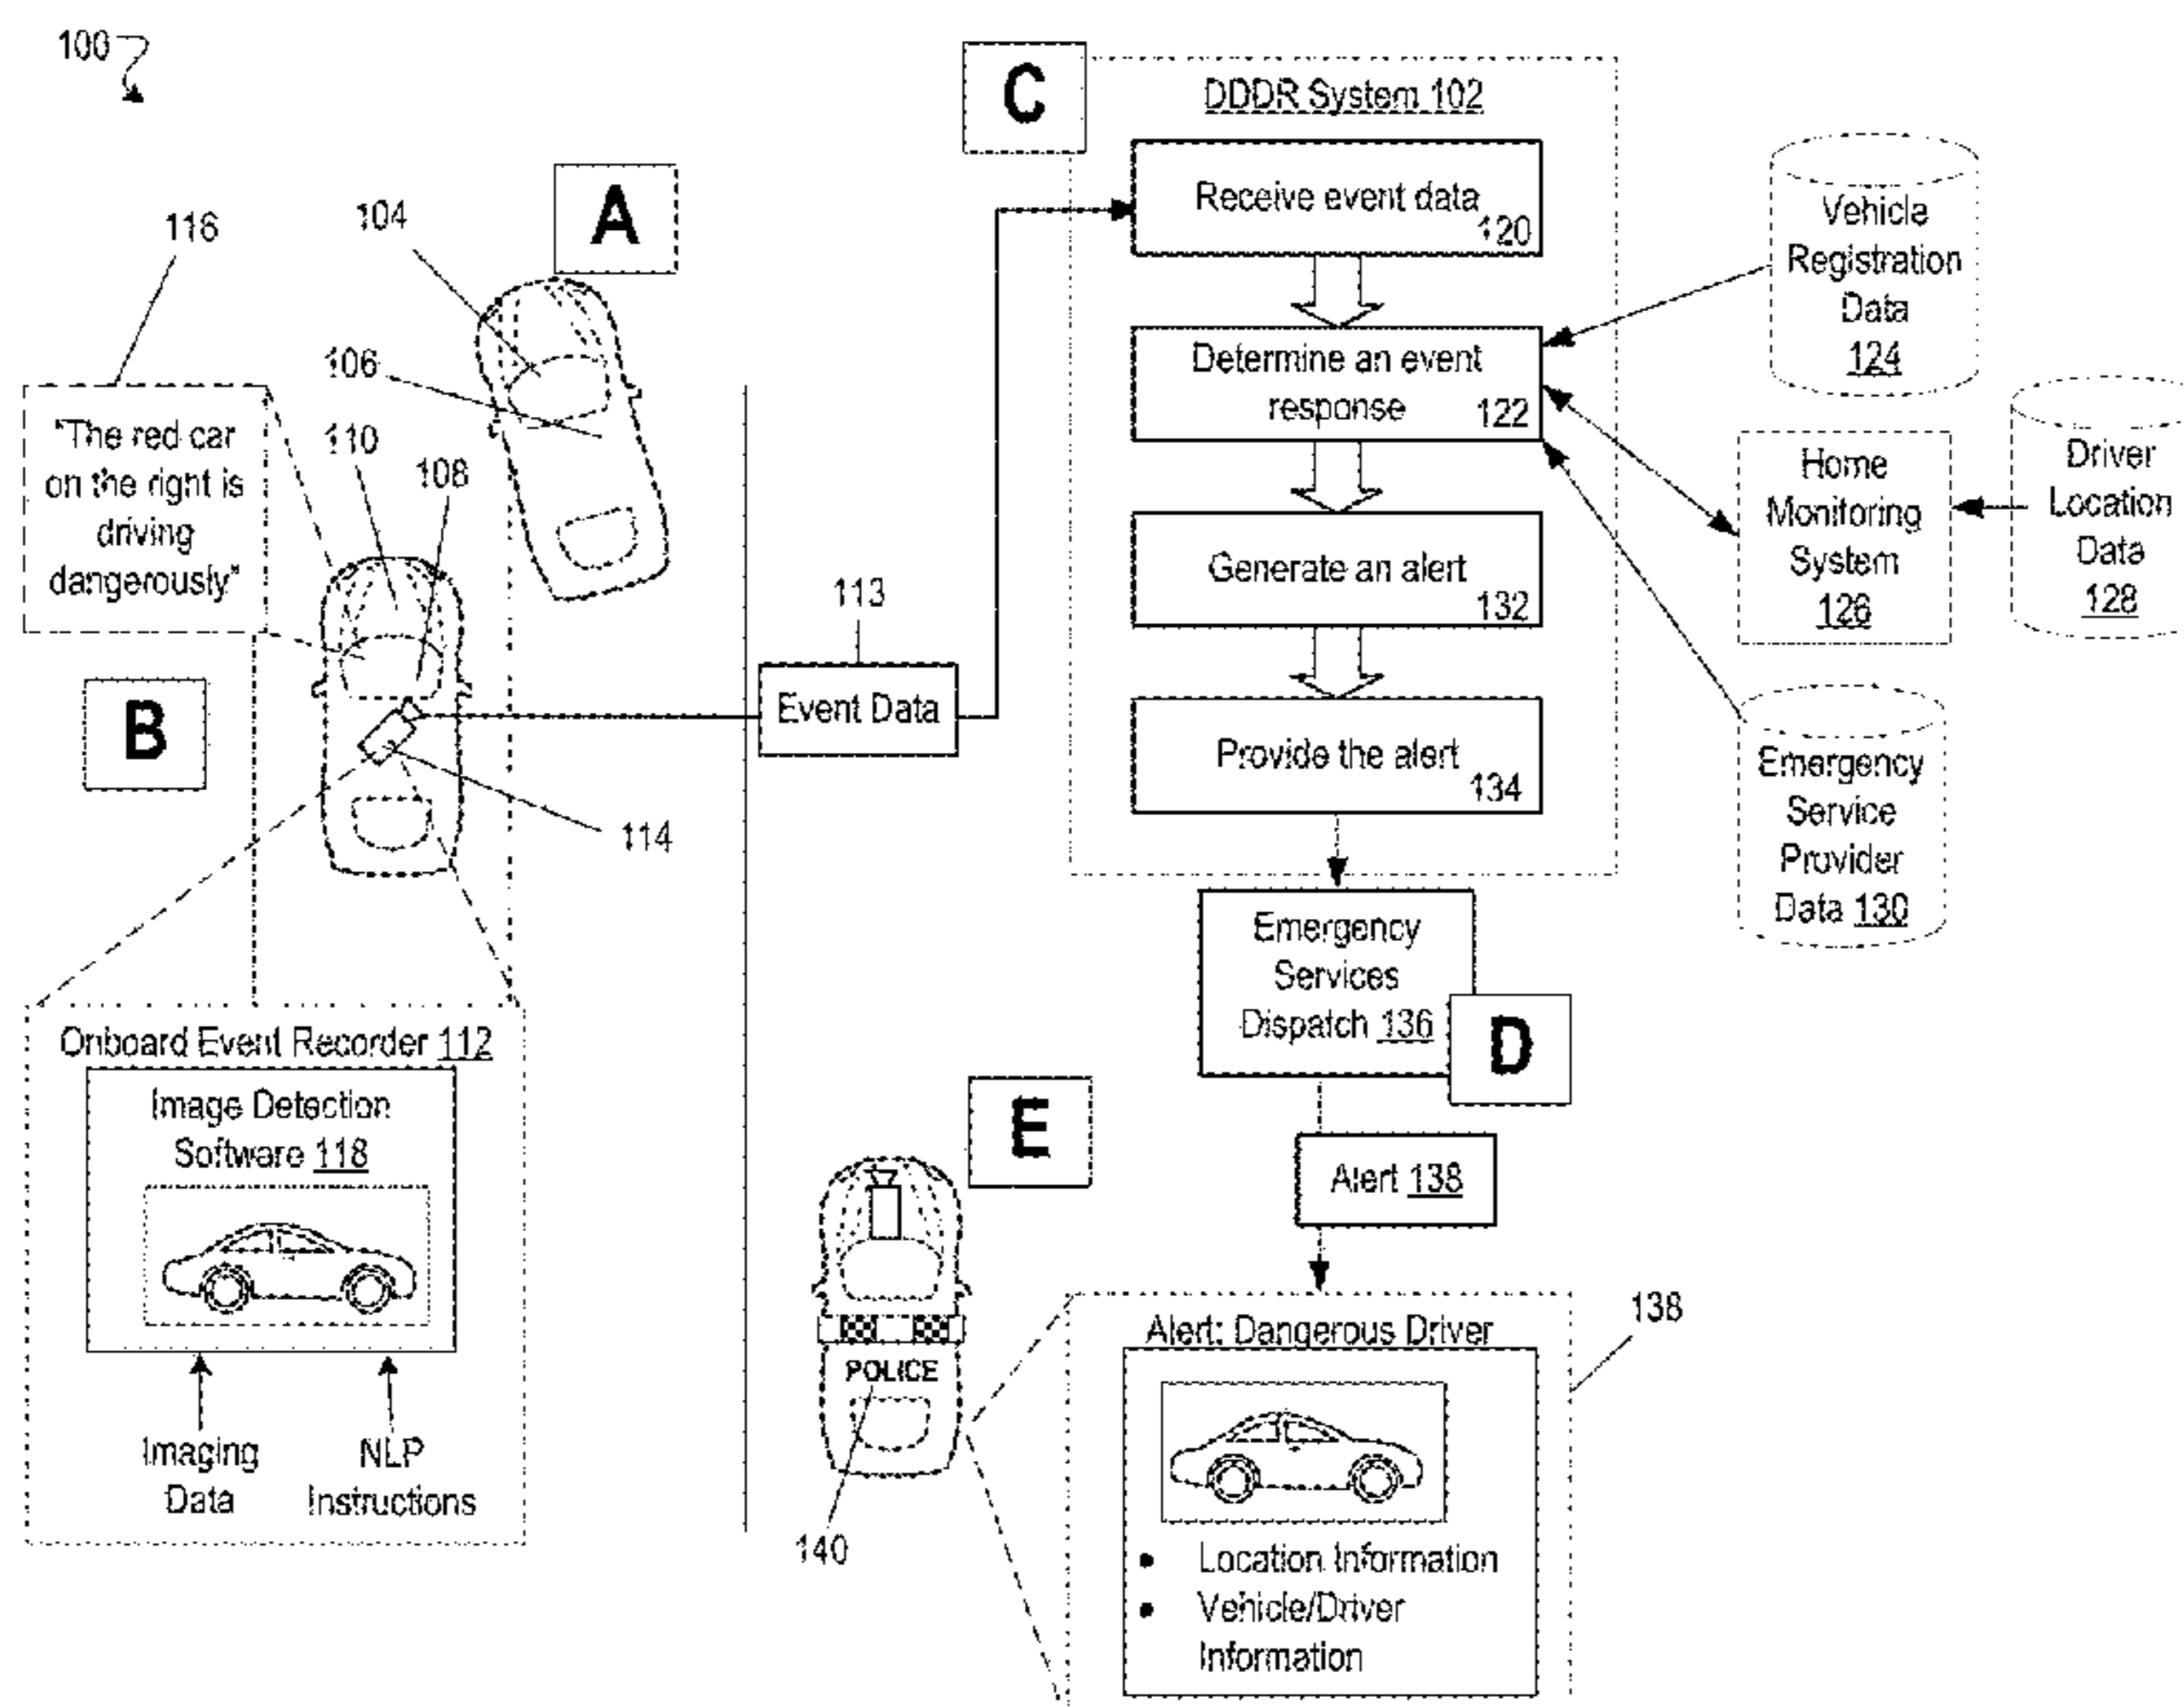 100
C
DDDR System 102
A
Receive event data
120
104
116
Vehicle
Registration
Data
124
106
Determine an event
response 122
"The red car
on the right is
driving
dangerously"
110
108
Home
Monitoring
System
126
Driver
Location
Data
128
Generate an alert
132
113
Event Data
B
Provide the alert
134
Emergency
Service
Provider
Data 130
114
Emergency
Services
Dispatch 136
D
Onboard Event Recorder 112
Image Detection
Software 118
E
Alert 138
138
Alert: Dangerous Driver
POLICE
Imaging
Data
NLP
Instructions
140
• Location Information
• Vehicle/Driver
Information